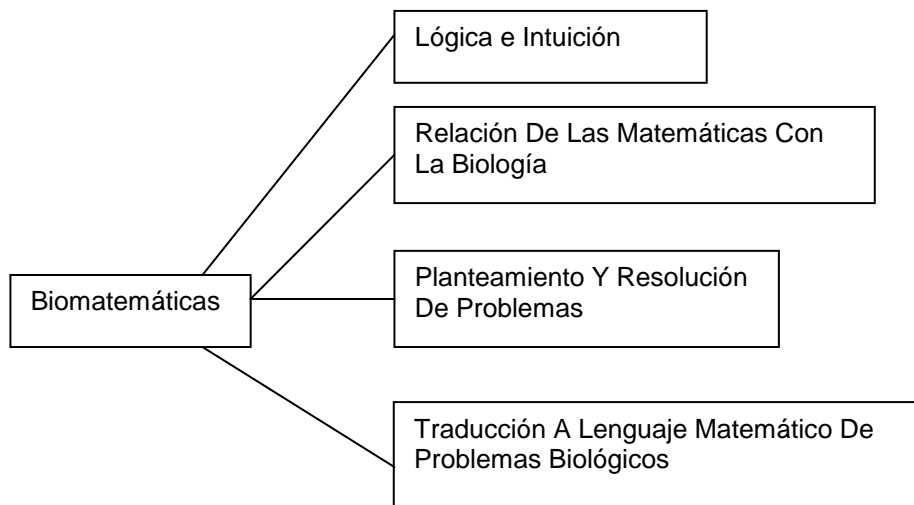 Lógica e Intuición
Relación De Las Matemáticas Con
La Biología
Biomatemáticas
Planteamiento Y Resolución
De Problemas
Traducción A Lenguaje Matemático De
Problemas Biológicos